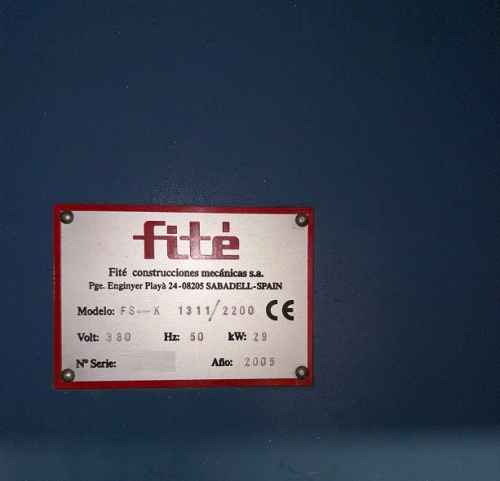 fité
Fité construcciones mecánicas s.a.
Pge. Enginyer Playà 24-08205 SABADELL-SPAIN
Modelo: FS-K 1311/2200 CE
Volt: 380 Hz: 50 kW: 29
Nº Serie: Año: 2005